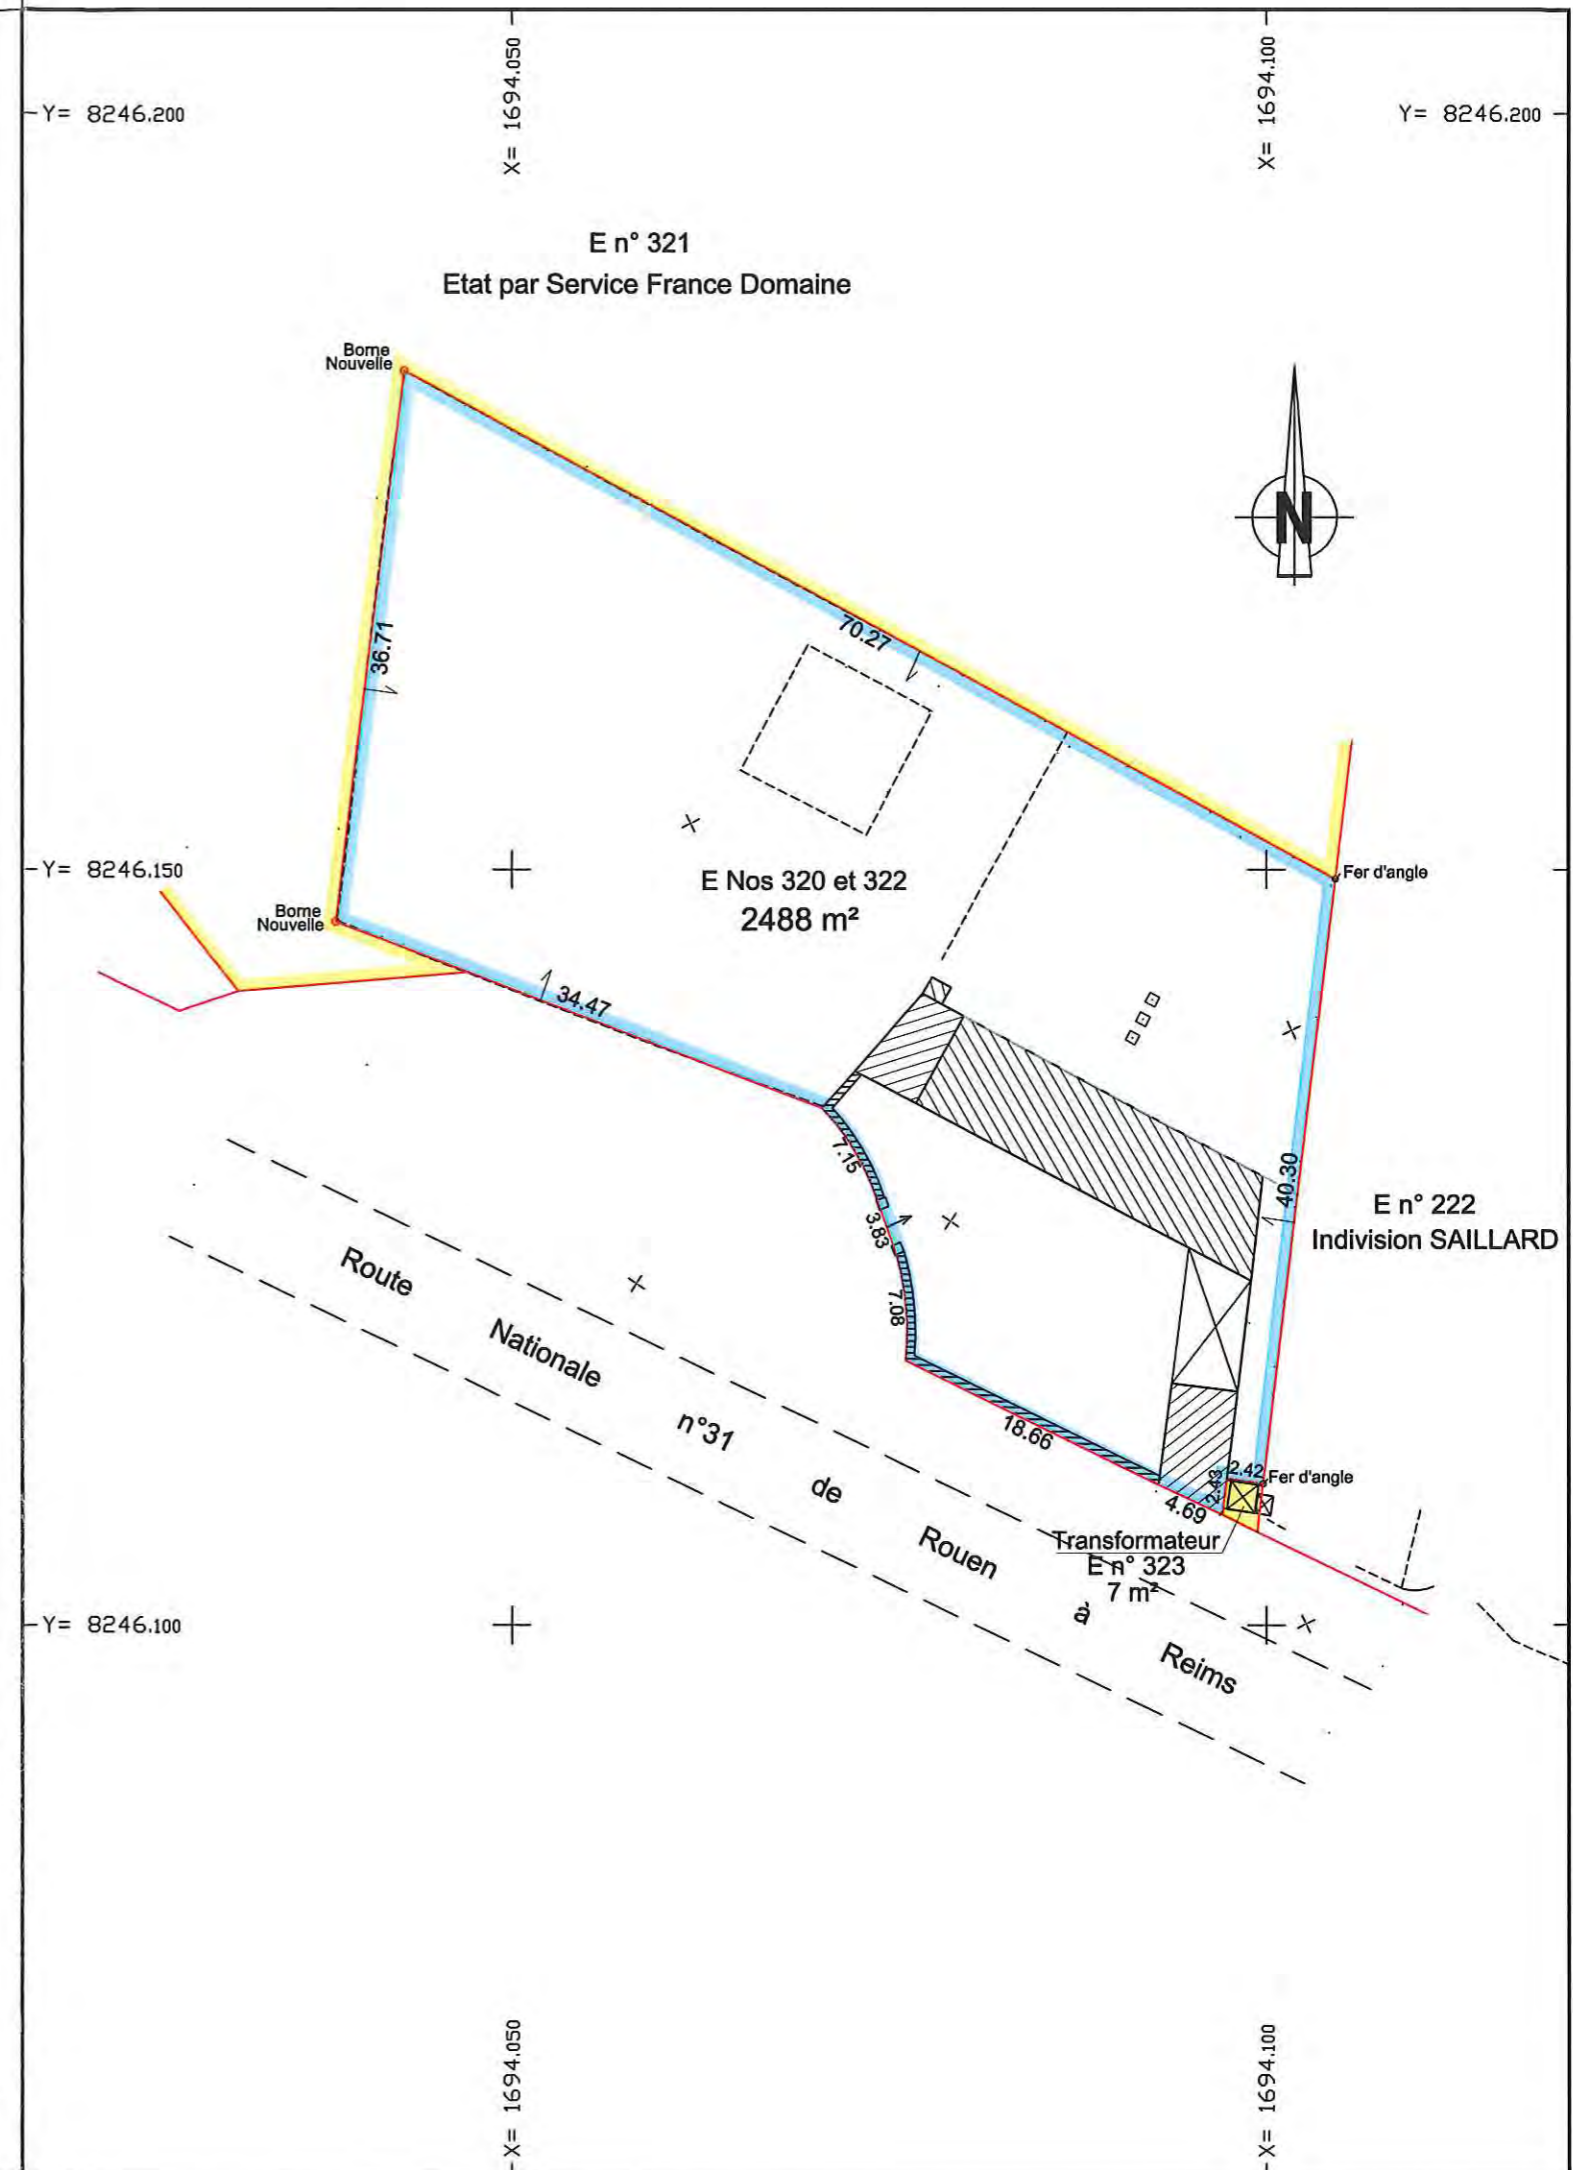 X= 1694.050
X= 1694.100
Y= 8246.200
Y= 8246.200
E n° 321
Etat par Service France Domaine
Borne
Nouvelle
N
70.27
36.71
Y= 8246.150
Fer d'angle
E Nos 320 et 322
2488 m²
Borne
Nouvelle
34.47
7.15
40.30
E n° 222
Indivision SAILLARD
3.83
7.08
Route
Nationale
n°31
de
Rouen
à
Reims
18.66
2.42
Fer d'angle
2.43
4.69
Transformateur
E n° 323
7 m²
Y= 8246.100
X= 1694.050
X= 1694.100